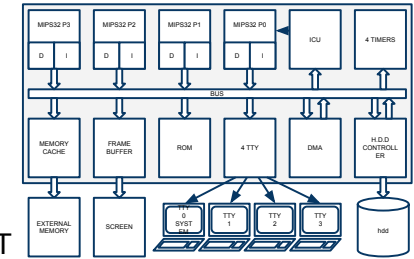 MIPS32 P3
MIPS32 P2
MIPS32 P1
MIPS32 P0
ICU
4 TIMERS
D I
D I
D I
D I
BUS
MEMORY
CACHE
FRAME
BUFFER
ROM
4 TTY
DMA
H.D.D
CONTROLL
ER
EXTERNAL
MEMORY
SCREEN
TTY
0
SYST
EM
TTY
1
TTY
2
TTY
3
hdd
T